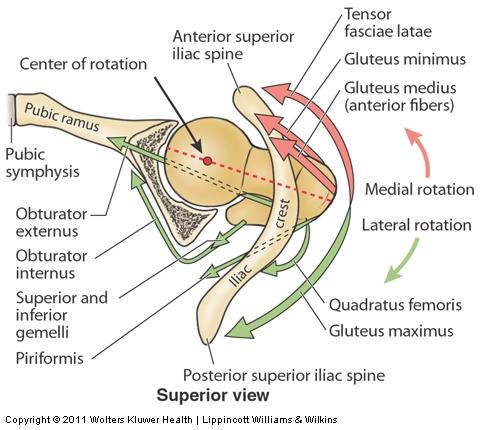 Tensor
fasciae latae
Anterior superior
iliac spine
Gluteus minimus
Center of rotation
Gluteus medius
(anterior fibers)
Pubic ramus
Pubic
symphysis
Medial rotation
Obturator
externus
crest
Lateral rotation
Obturator
internus
Iliac
Superior and
inferior
gemelli
Quadratus femoris
Gluteus maximus
Piriformis
Posterior superior iliac spine
Superior view
Copyright © 2011 Wolters Kluwer Health | Lippincott Williams & Wilkins